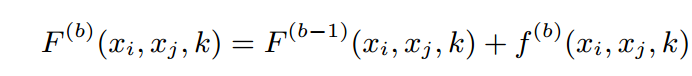 F^{(b)}(x_i, x_j, k) = F^{(b-1)}(x_i, x_j, k) + f^{(b)}(x_i, x_j, k)